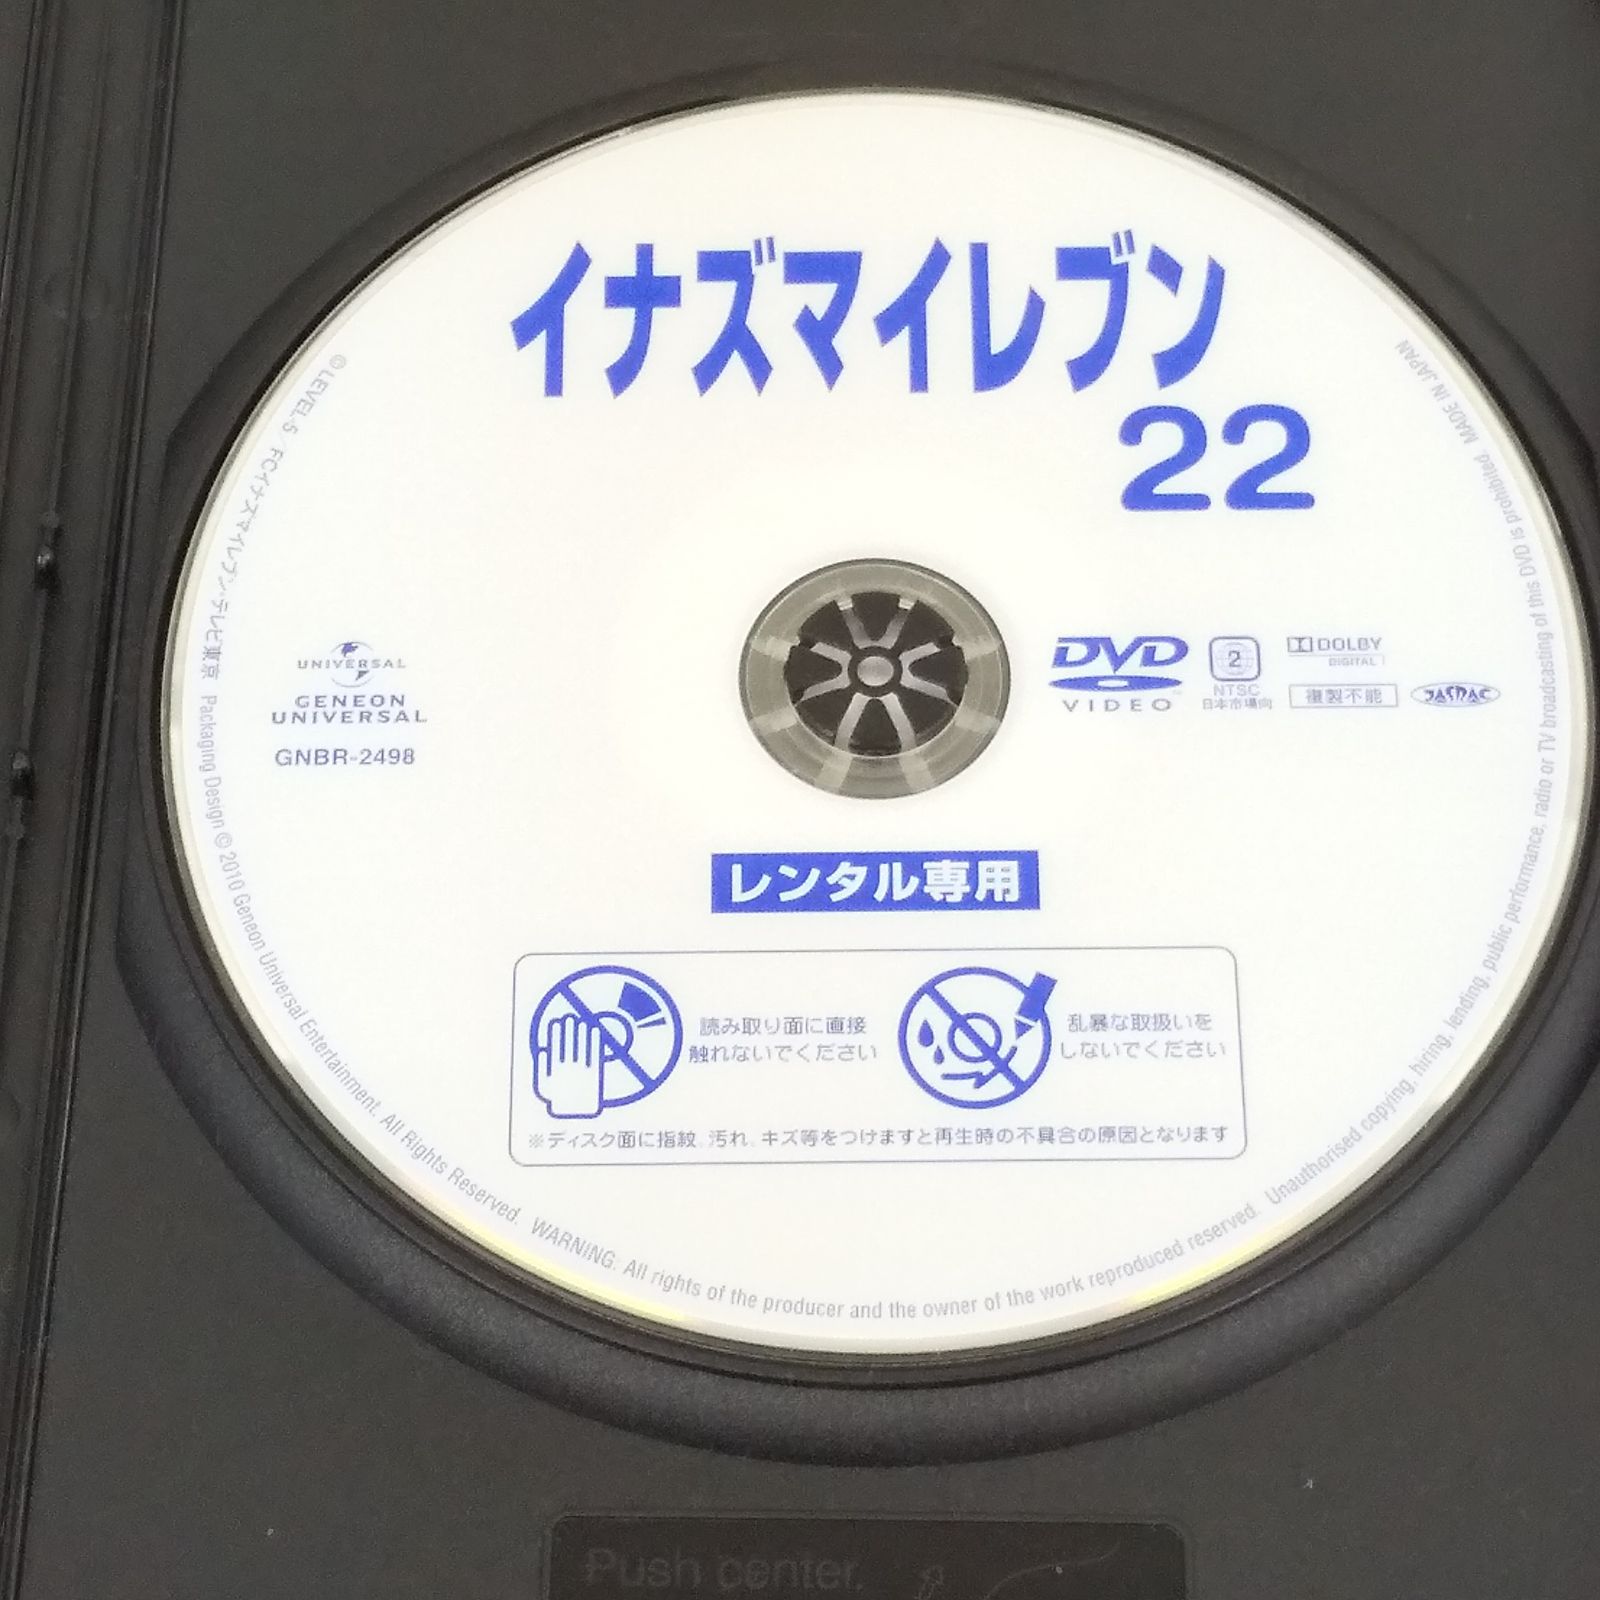 イナズマイレブン
22
UNIVERSAL
GENEON
UNIVERSAL
GNBR-2498
DVD
VIDEO
2
NTSC
日本市場向
DOLBY
DIGITAL
複製不能
JASRAC
レンタル専用
読み取り面に直接
触れないでください
乱暴な取扱いを
しないでください
※ディスク面に指紋、汚れ、キズ等をつけますと再生時の不具合の原因となります
© LEVEL-5／FCイナズマイレブン・テレビ東京 Packaging Design © 2010 Geneon Universal Entertainment. All Rights Reserved. WARNING: All rights of the producer and the owner of the work reproduced reserved. Unauthorised copying, hiring, lending, public performance, radio or TV broadcasting of this DVD is prohibited. MADE IN JAPAN
Push center.